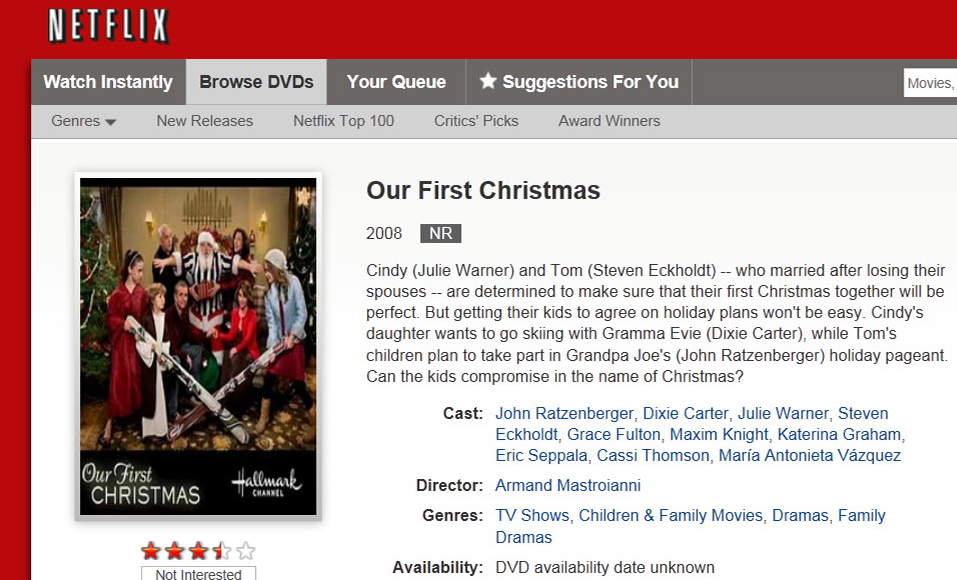 NETFLIX
Watch Instantly Browse DVDs Your Queue Suggestions For You Movies,
Genres New Releases Netflix Top 100 Critics' Picks Award Winners
Our First Christmas
2008 NR
Cindy (Julie Warner) and Tom (Steven Eckholdt) -- who married after losing their
spouses -- are determined to make sure that their first Christmas together will be
perfect. But getting their kids to agree on holiday plans won't be easy. Cindy's
daughter wants to go skiing with Gramma Evie (Dixie Carter), while Tom's
children plan to take part in Grandpa Joe's (John Ratzenberger) holiday pageant.
Can the kids compromise in the name of Christmas?
Cast: John Ratzenberger, Dixie Carter, Julie Warner, Steven
Eckholdt, Grace Fulton, Maxim Knight, Katerina Graham,
Eric Seppala, Cassi Thomson, María Antonieta Vázquez
Director: Armand Mastroianni
Genres: TV Shows, Children & Family Movies, Dramas, Family
Dramas
Availability: DVD availability date unknown
Our First
CHRISTMAS
Hallmark
CHANNEL
Not Interested